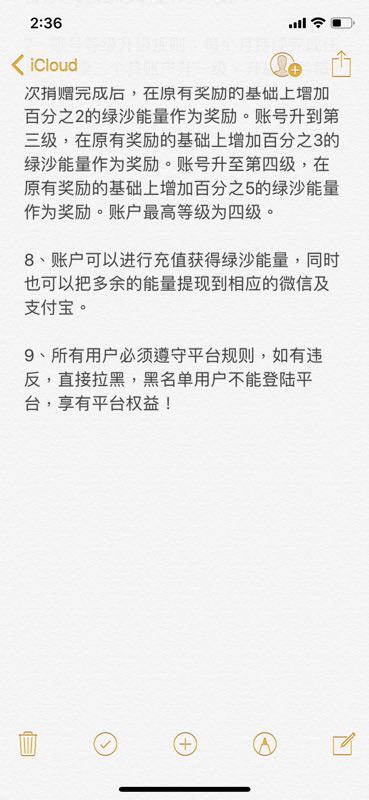 2:36
iCloud
次捐赠完成后，在原有奖励的基础上增加
百分之2的绿沙能量作为奖励。账号升到第
三级，在原有奖励的基础上增加百分之3的
绿沙能量作为奖励。账号升至第四级，在
原有奖励的基础上增加百分之5的绿沙能量
作为奖励。账户最高等级为四级。
8、账户可以进行充值获得绿沙能量，同时
也可以把多余的能量提现到相应的微信及
支付宝。
9、所有用户必须遵守平台规则，如有违
反，直接拉黑，黑名单用户不能登陆平
台，享有平台权益！